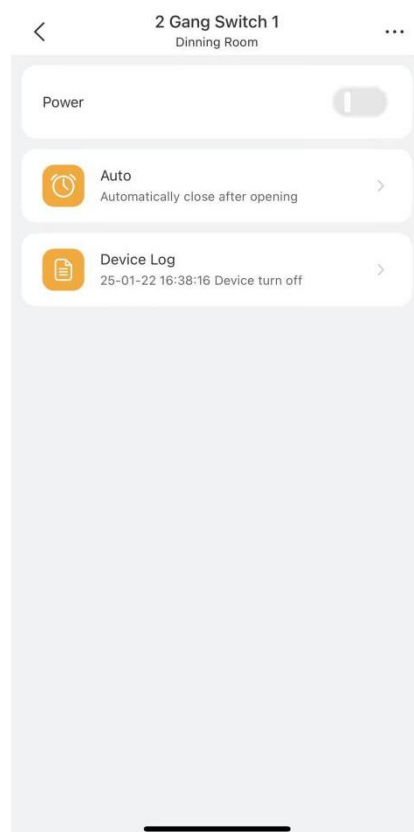 2 Gang Switch 1
Dinning Room
Power
Auto
Automatically close after opening
Device Log
25-01-22 16:38:16 Device turn off